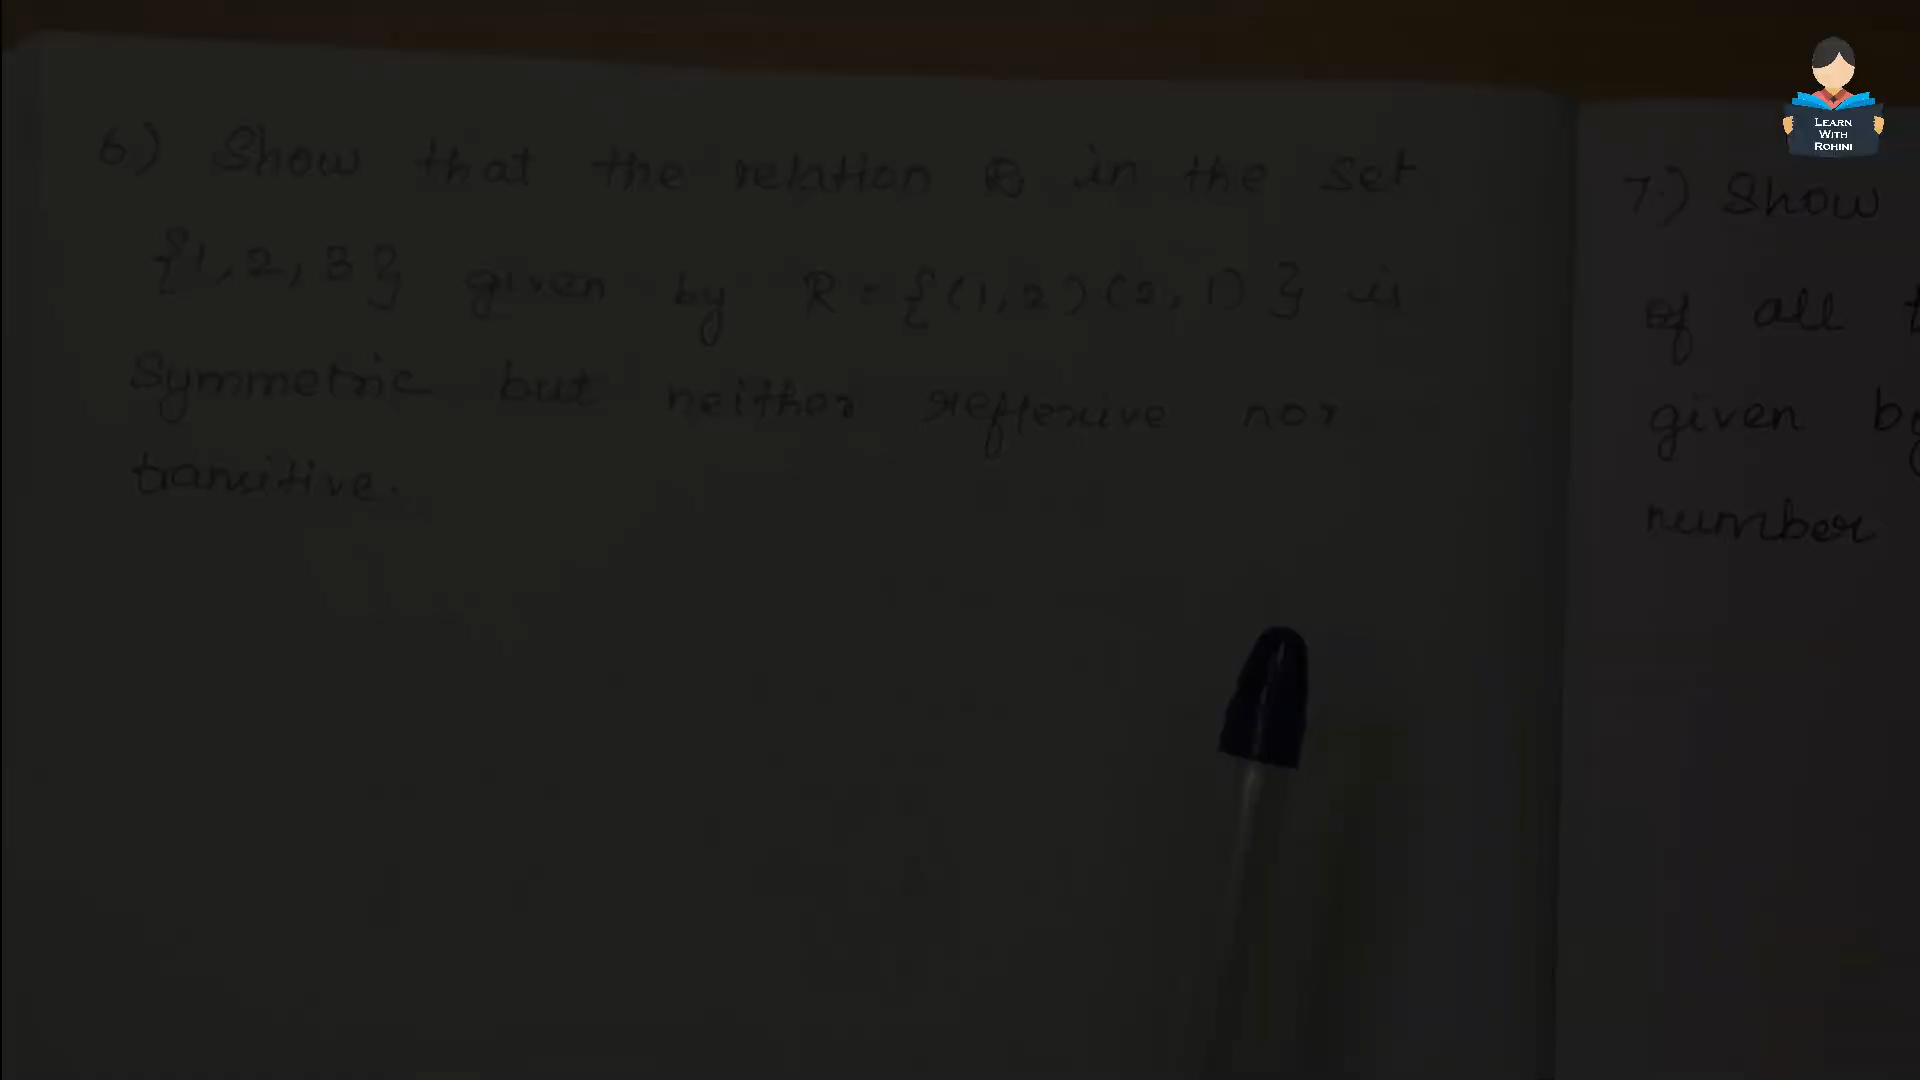 6) Show that the relation R in the set
{1, 2, 3} given by R = {(1,2) (2,1)} is
Symmetric but neither reflexive nor
transitive.
7.) Show
of all t
given by
number
LEARN
WITH
ROHINI